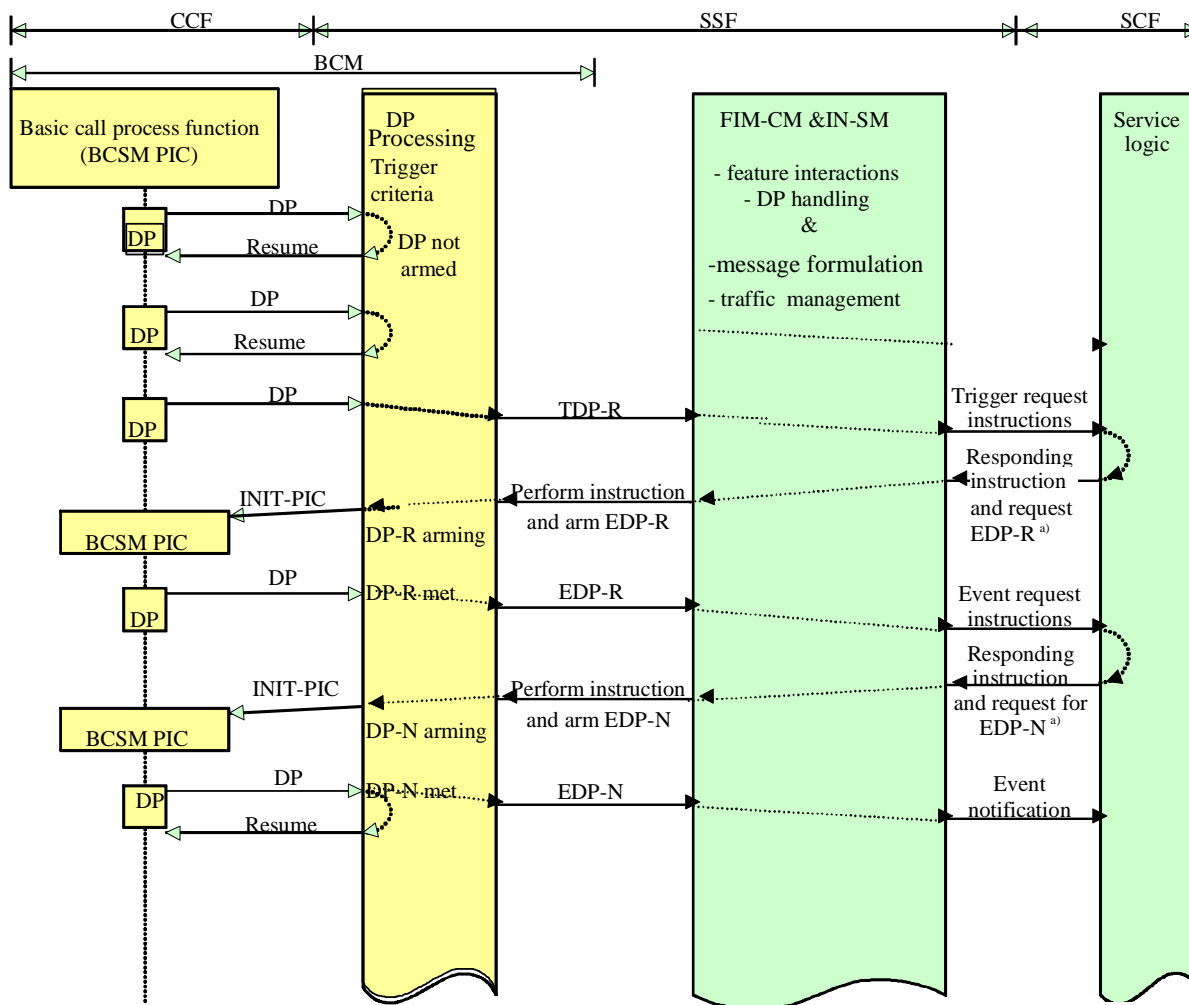 CCF
SSF
SCF
BCM
Basic call process function
(BCSM PIC)
DP
Processing
Trigger
criteria
FIM-CM &IN-SM
- feature interactions
- DP handling
&
-message formulation
- traffic management
Service
logic
DP
DP
Resume
DP not
armed
DP
DP
Resume
DP
DP
TDP-R
Trigger request
instructions
Responding
instruction
and request
EDP-R a)
Perform instruction
and arm EDP-R
INIT-PIC
DP-R arming
BCSM PIC
DP
DP
DP-R met
EDP-R
Event request
instructions
Responding
instruction
and request for
EDP-N a)
Perform instruction
and arm EDP-N
INIT-PIC
DP-N arming
BCSM PIC
DP
DP
DP-N met
EDP-N
Event
notification
Resume